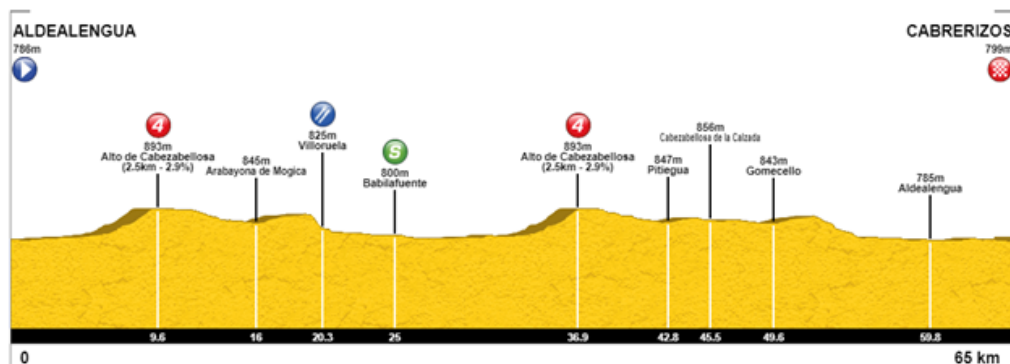 ALDEALENGUA
786m
CABRERIZOS
799m
4
893m
Alto de Cabezabellosa
(2.5km - 2.9%)
845m
Arabayona de Mogica
825m
Villoruela
S
800m
Babilafuente
4
893m
Alto de Cabezabellosa
(2.5km - 2.9%)
847m
Pitiegua
856m
Cabezabellosa de la Calzada
843m
Gomecello
785m
Aldealengua
9.6
16
20.3
25
36.9
42.8
45.5
49.6
59.8
0
65 km